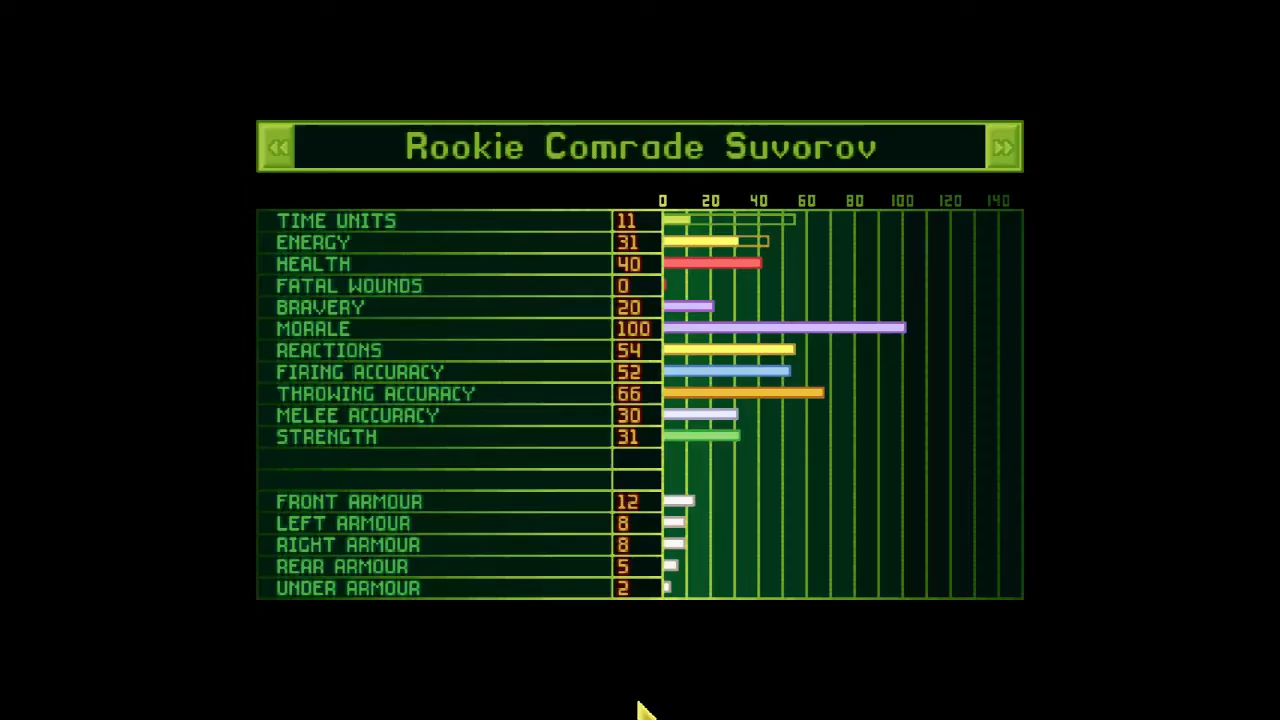 Rookie Comrade Suvorov
0 20 40 60 80 100 120 140
TIME UNITS 11
ENERGY 31
HEALTH 40
FATAL WOUNDS 0
BRAVERY 20
MORALE 100
REACTIONS 54
FIRING ACCURACY 52
THROWING ACCURACY 66
MELEE ACCURACY 30
STRENGTH 31
FRONT ARMOUR 12
LEFT ARMOUR 8
RIGHT ARMOUR 8
REAR ARMOUR 5
UNDER ARMOUR 2